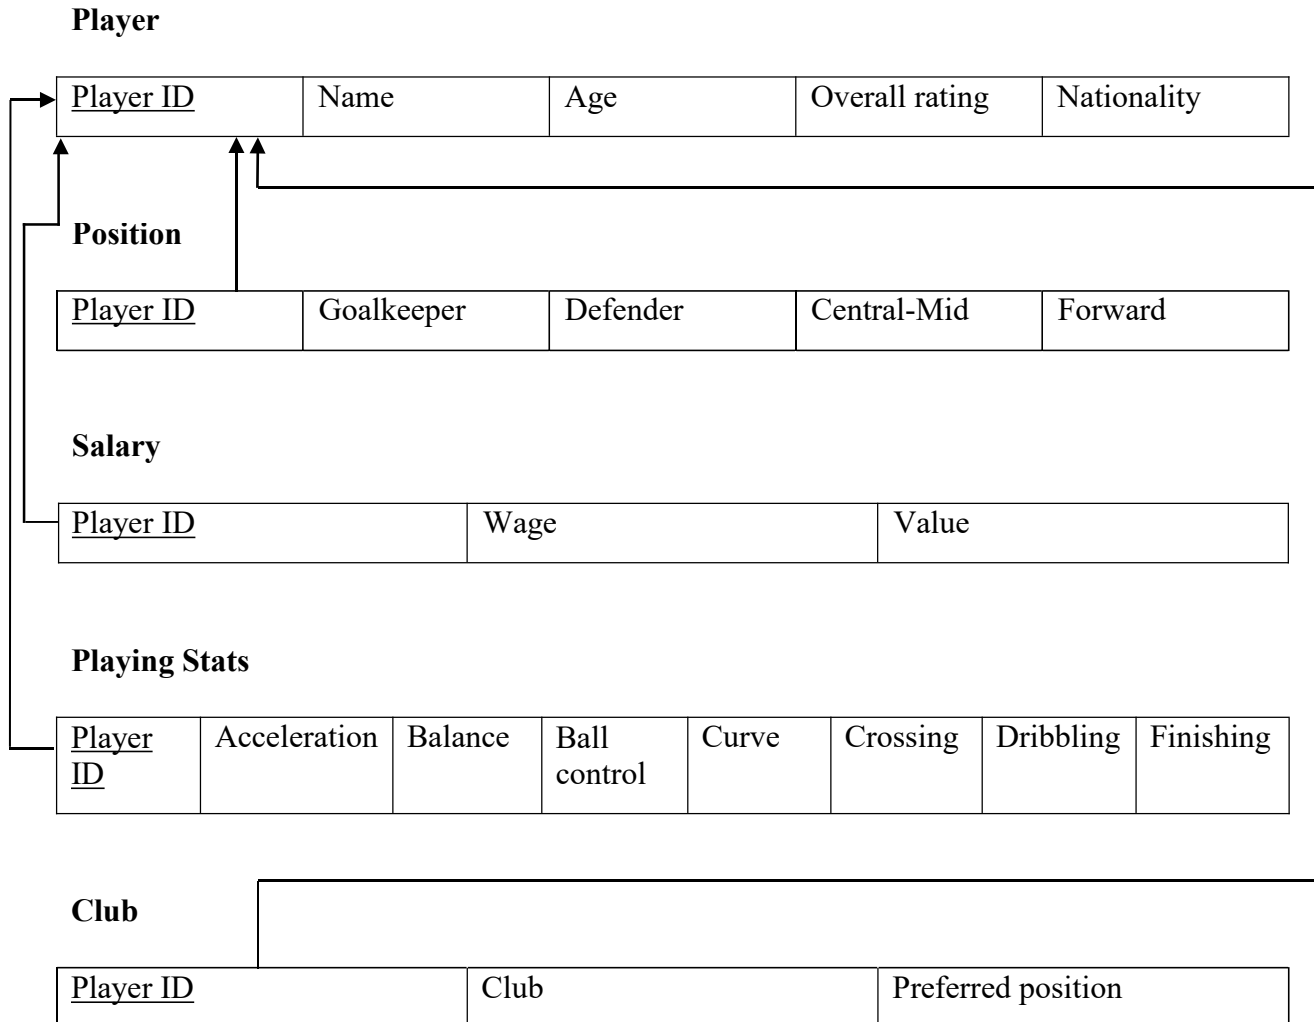 Player
Player ID Name Age Overall rating Nationality
Position
Player ID Goalkeeper Defender Central-Mid Forward
Salary
Player ID Wage Value
Playing Stats
Player Acceleration Balance Ball Curve Crossing Dribbling Finishing
ID control
Club
Player ID Club Preferred position